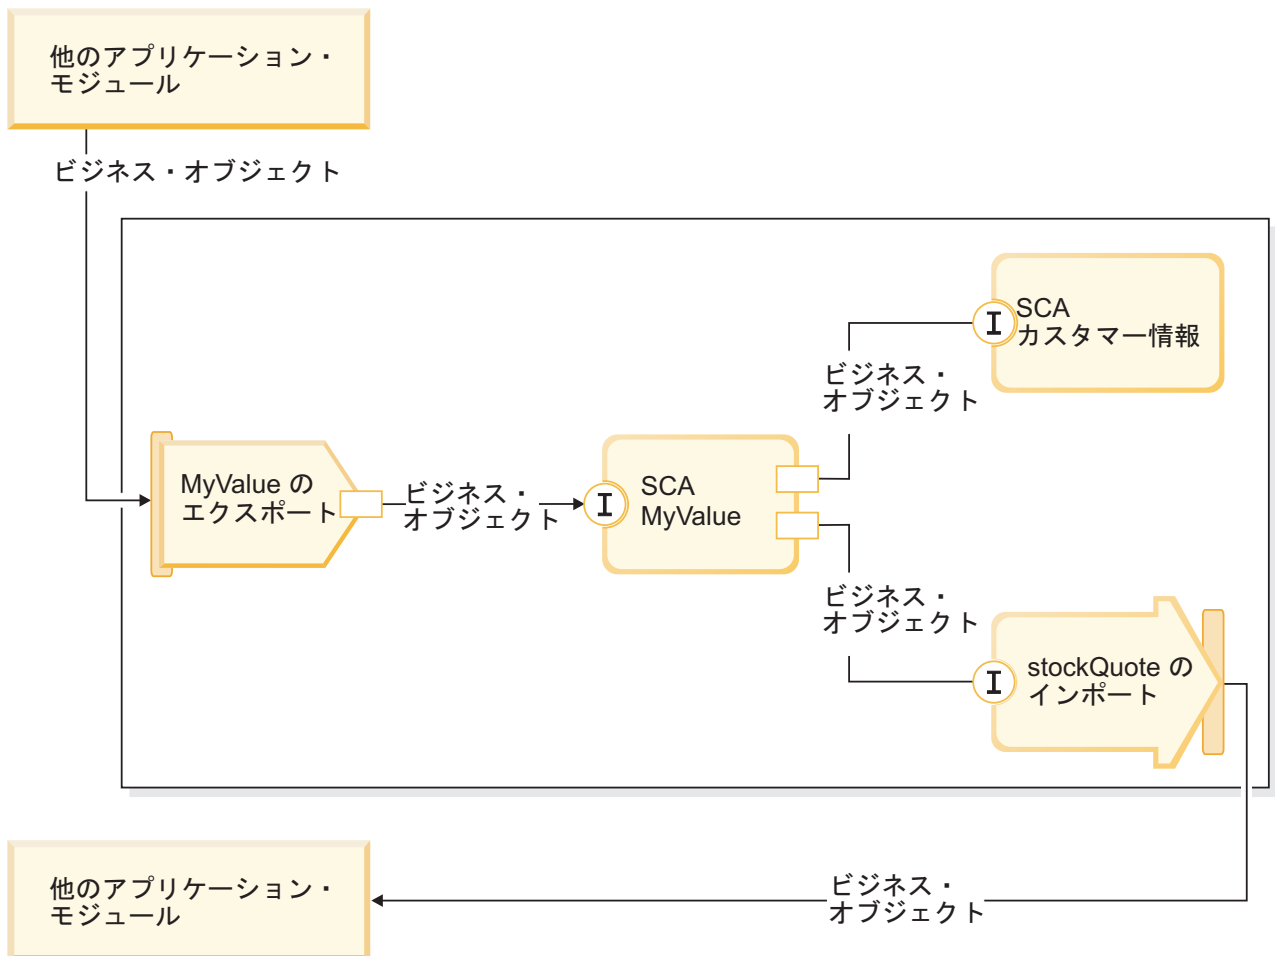 他のアプリケーション・
モジュール
ビジネス・オブジェクト
SCA
カスタマー情報
ビジネス・
オブジェクト
I
MyValue の
エクスポート
ビジネス・
オブジェクト
I
SCA
MyValue
ビジネス・
オブジェクト
I
stockQuote の
インポート
他のアプリケーション・
モジュール
ビジネス・
オブジェクト